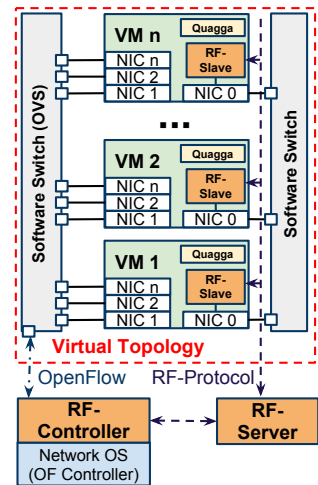 Software Switch (OVS)
VM n
Quagga
NIC n
NIC 2
NIC 1
RF-
Slave
NIC 0
...
VM 2
Quagga
NIC n
NIC 2
NIC 1
RF-
Slave
NIC 0
VM 1
Quagga
NIC n
NIC 2
NIC 1
RF-
Slave
NIC 0
Software Switch
Virtual Topology
OpenFlow
RF-Protocol
RF-
Controller
Network OS
(OF Controller)
RF-
Server